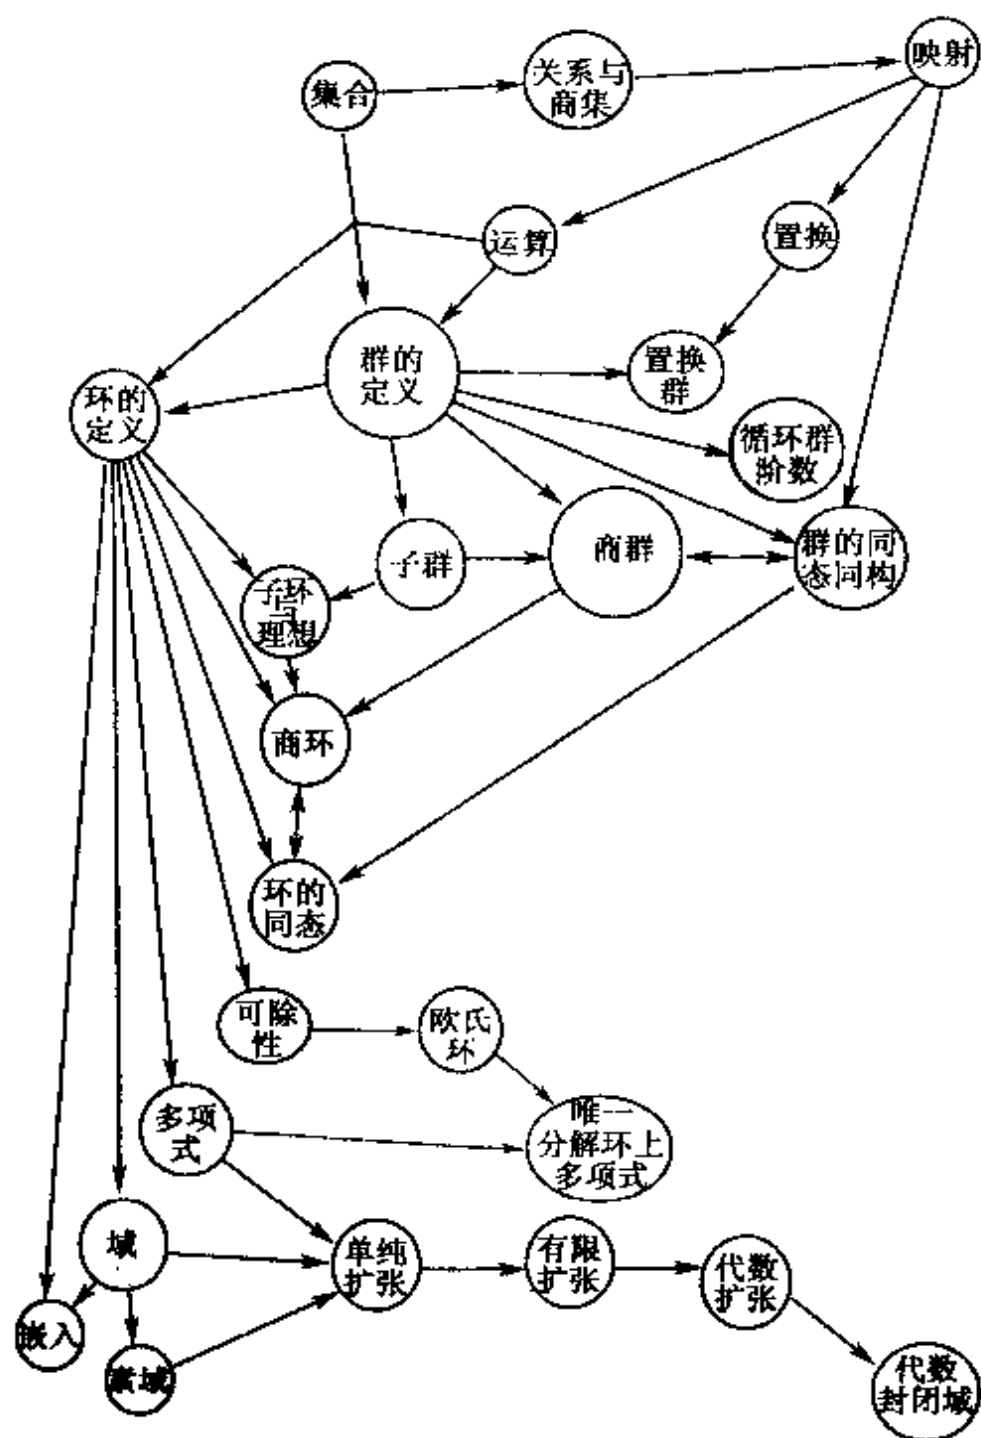 映射
关系与
商集
集合
运算
置换
群的
定义
置换
群
环的
定义
循环群
阶数
商群
群的同
态同构
子群
子环
与
理想
商环
环的
同态
可除
性
欧氏
环
唯一
分解环上
多项式
多项
式
域
单纯
扩张
有限
扩张
代数
扩张
嵌入
素域
代数
封闭域